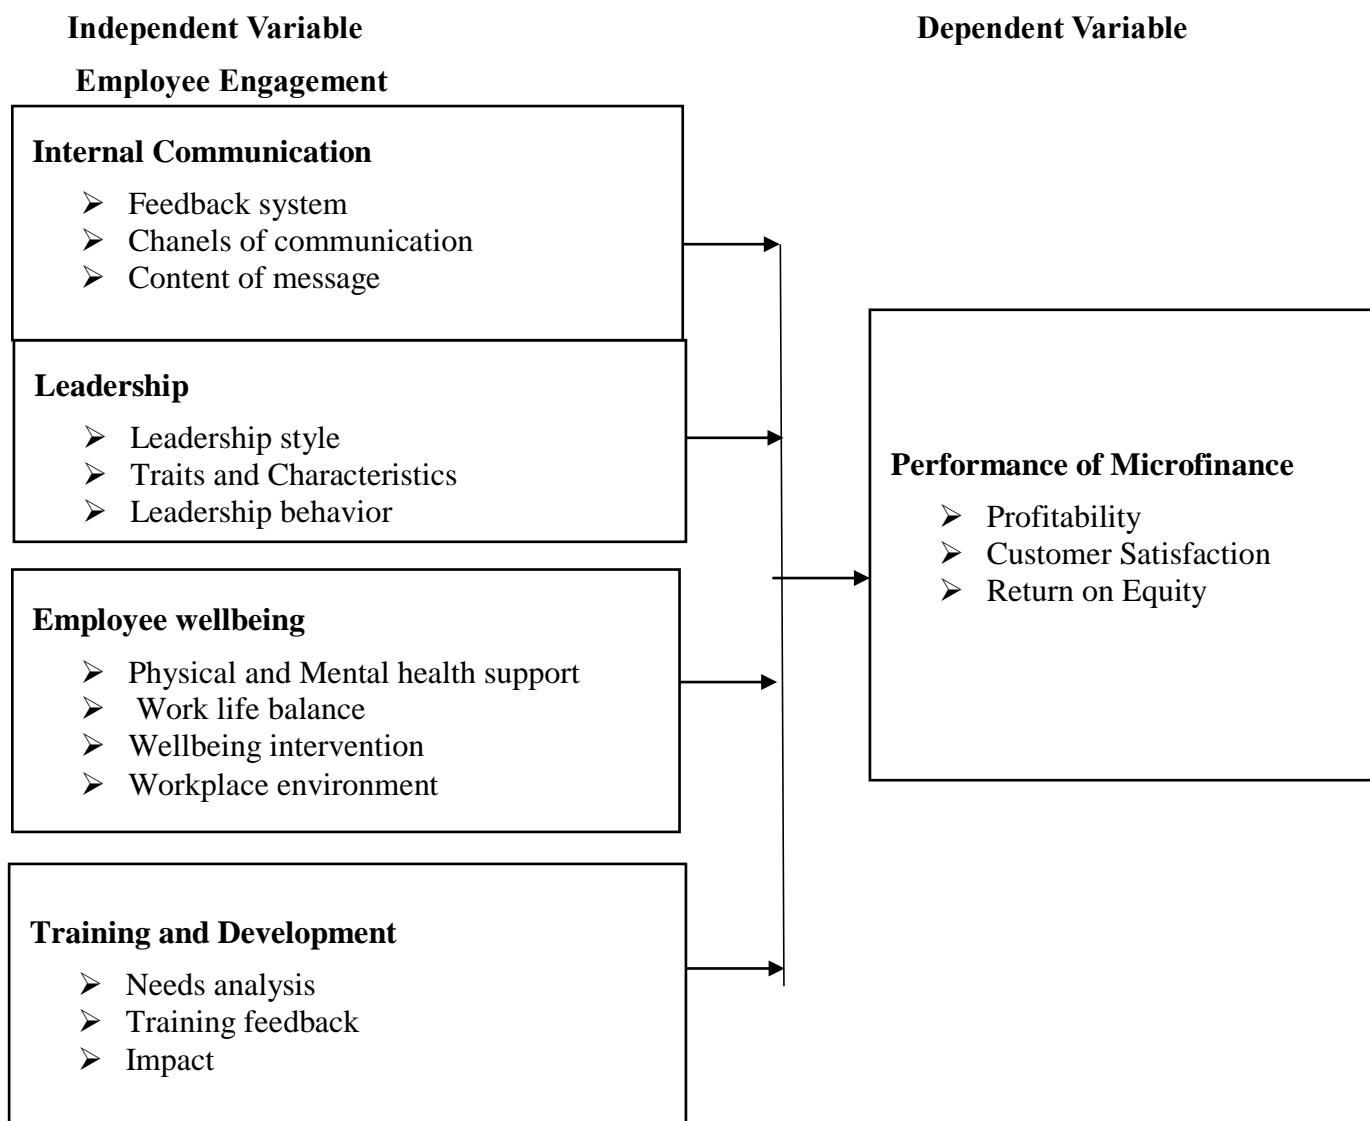 Independent Variable
Dependent Variable
Employee Engagement
Internal Communication
➢ Feedback system
➢ Chanels of communication
➢ Content of message
Leadership
➢ Leadership style
➢ Traits and Characteristics
➢ Leadership behavior
Employee wellbeing
➢ Physical and Mental health support
➢ Work life balance
➢ Wellbeing intervention
➢ Workplace environment
Training and Development
➢ Needs analysis
➢ Training feedback
➢ Impact
Performance of Microfinance
➢ Profitability
➢ Customer Satisfaction
➢ Return on Equity